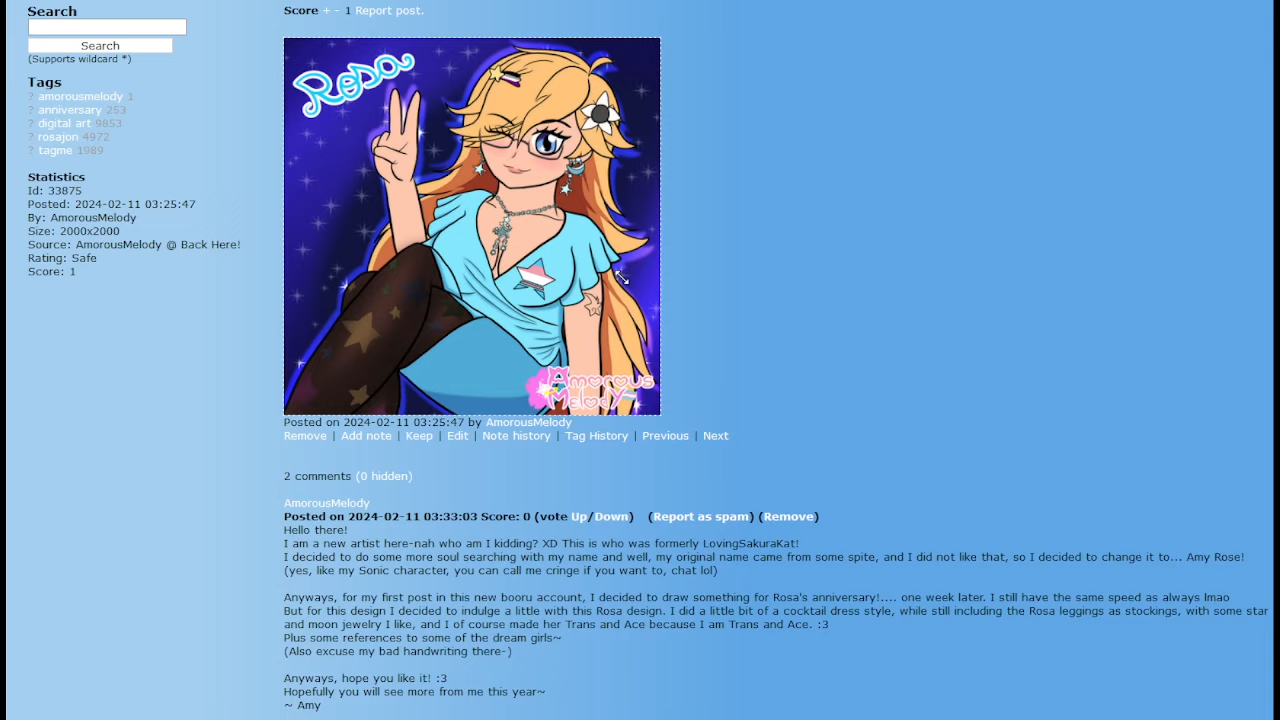 Search
Search
(Supports wildcard *)
Tags
? amorousmelody 1
? anniversary 253
? digital art 9853
? rosajon 4972
? tagme 1989
Statistics
Id: 33875
Posted: 2024-02-11 03:25:47
By: AmorousMelody
Size: 2000x2000
Source: AmorousMelody @ Back Here!
Rating: Safe
Score: 1
Score + - 1 Report post.
Rosa
Amorous
Melody
Posted on 2024-02-11 03:25:47 by AmorousMelody
Remove | Add note | Keep | Edit | Note history | Tag History | Previous | Next
2 comments (0 hidden)
AmorousMelody
Posted on 2024-02-11 03:33:03 Score: 0 (vote Up/Down) (Report as spam) (Remove)
Hello there!
I am a new artist here-nah who am I kidding? XD This is who was formerly LovingSakuraKat!
I decided to do some more soul searching with my name and well, my original name came from some spite, and I did not like that, so I decided to change it to... Amy Rose!
(yes, like my Sonic character, you can call me cringe if you want to, chat lol)
Anyways, for my first post in this new booru account, I decided to draw something for Rosa's anniversary!.... one week later. I still have the same speed as always lmao
But for this design I decided to indulge a little with this Rosa design. I did a little bit of a cocktail dress style, while still including the Rosa leggings as stockings, with some star
and moon jewelry I like, and I of course made her Trans and Ace because I am Trans and Ace. :3
Plus some references to some of the dream girls~
(Also excuse my bad handwriting there-)
Anyways, hope you like it! :3
Hopefully you will see more from me this year~
~ Amy